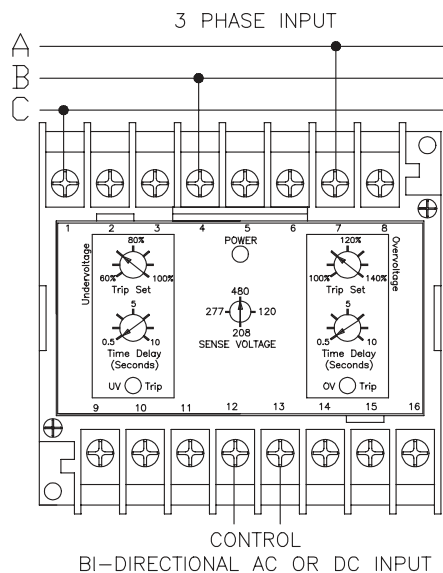 3 PHASE INPUT
A
B
C
1 2 3 4 5 6 7 8
Undervoltage
80%
60% 100%
Trip Set
5
0.5 10
Time Delay
(Seconds)
UV Trip
POWER
480
277 120
208
SENSE VOLTAGE
Overvoltage
120%
100% 140%
Trip Set
5
0.5 10
Time Delay
(Seconds)
OV Trip
9 10 11 12 13 14 15 16
CONTROL
BI-DIRECTIONAL AC OR DC INPUT